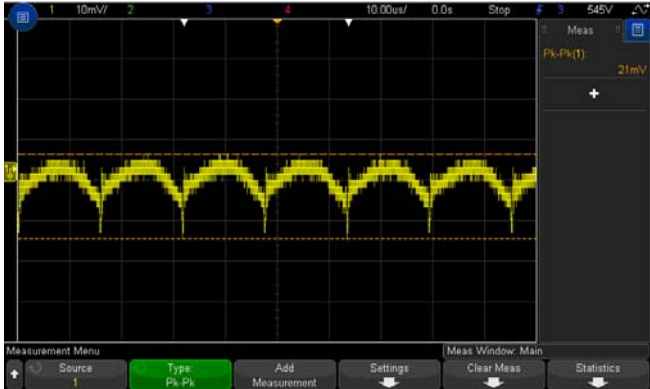 1 10mV/ 2 3 4 10.00us/ 0.0s Stop 3 545V
Meas
Pk-Pk(1):
21mV
+
Measurement Menu Meas Window: Main
Source Type: Add Settings Clear Meas Statistics
1 Pk-Pk Measurement